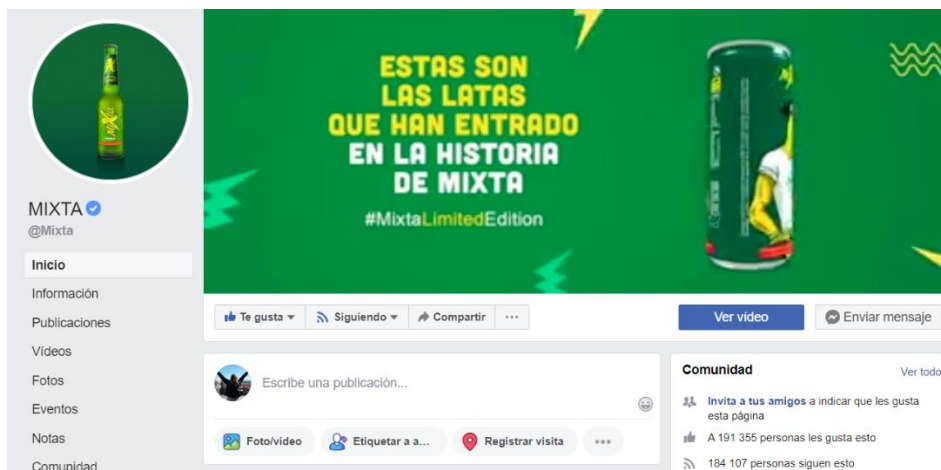 ESTAS SON
LAS LATAS
QUE HAN ENTRADO
EN LA HISTORIA
DE MIXTA
#MixtaLimitedEdition
MIXTA
@Mixta
Inicio
Información
Publicaciones
Vídeos
Fotos
Eventos
Notas
Comunidad
Te gusta
Siguiendo
Compartir
Ver vídeo
Enviar mensaje
Escribe una publicación...
Foto/video
Etiquetar a a...
Registrar visita
Comunidad
Ver todo
Invita a tus amigos a indicar que les gusta
esta página
A 191 355 personas les gusta esto
184 107 personas siguen esto